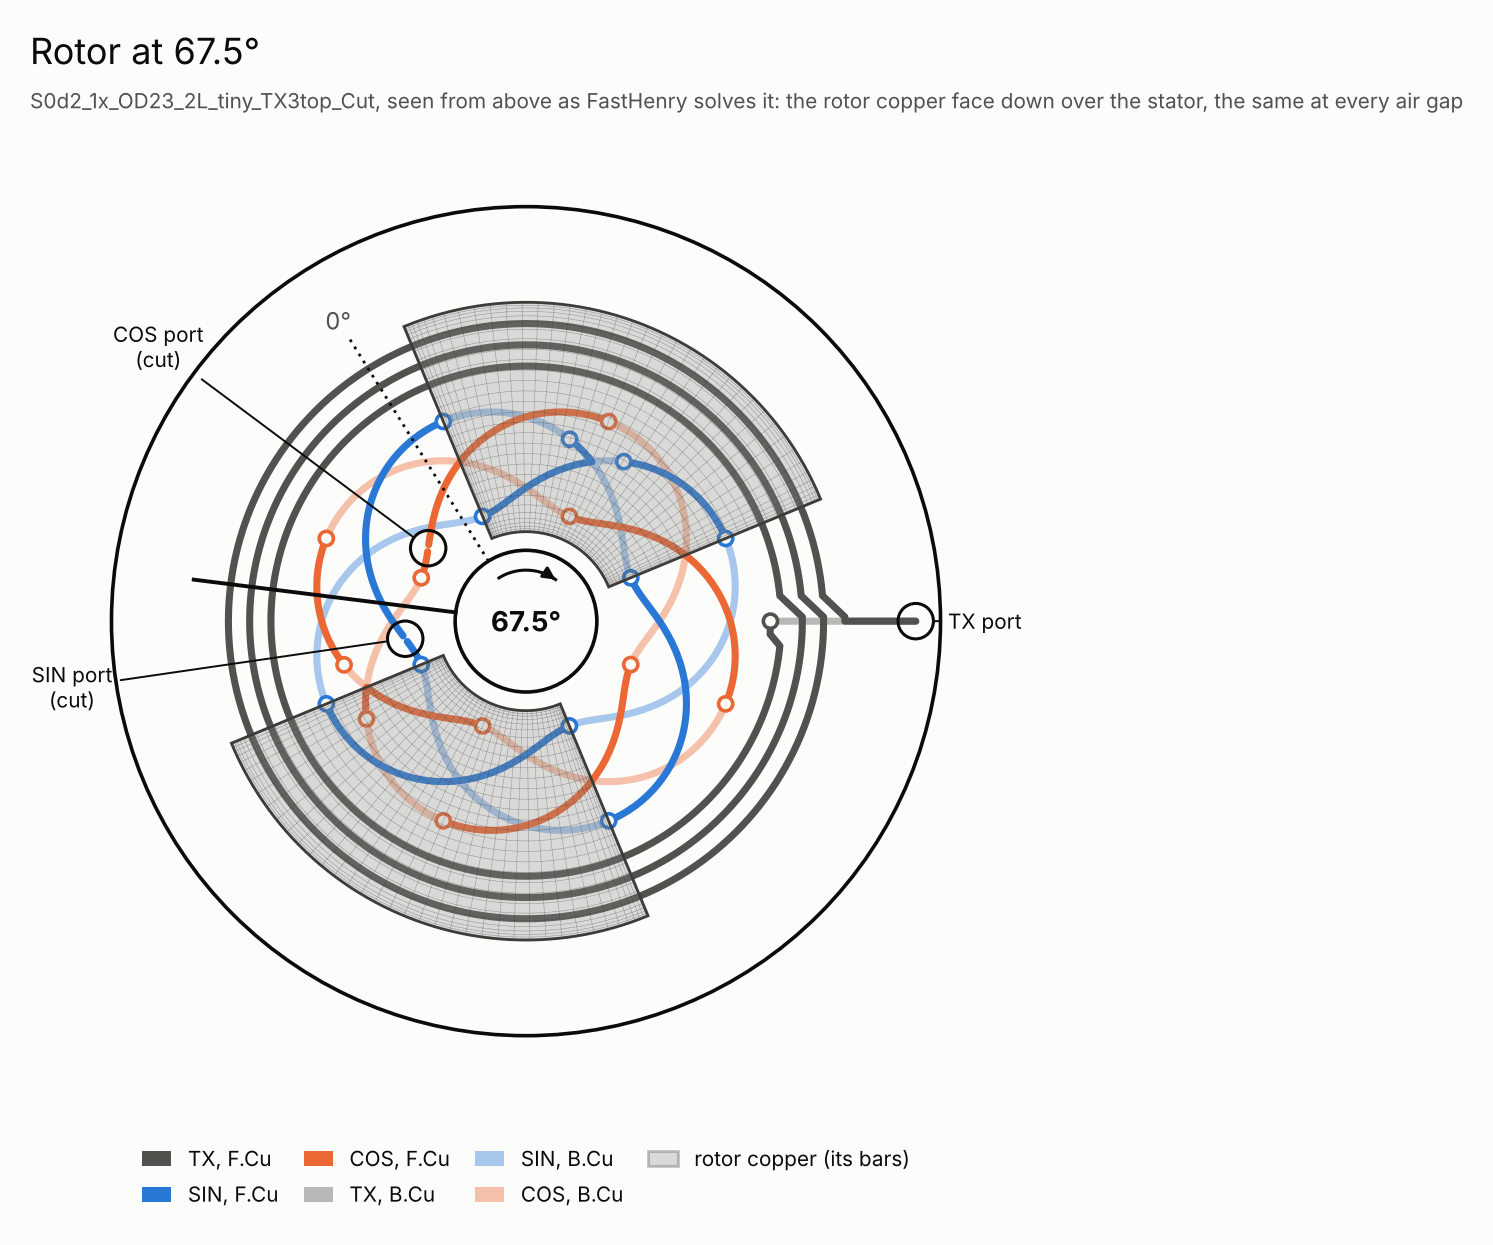 Rotor at 67.5°
S0d2_1x_OD23_2L_tiny_TX3top_Cut, seen from above as FastHenry solves it: the rotor copper face down over the stator, the same at every air gap
0°
COS port
(cut)
67.5°
TX port
SIN port
(cut)
TX, F.Cu
COS, F.Cu
SIN, B.Cu
rotor copper (its bars)
SIN, F.Cu
TX, B.Cu
COS, B.Cu